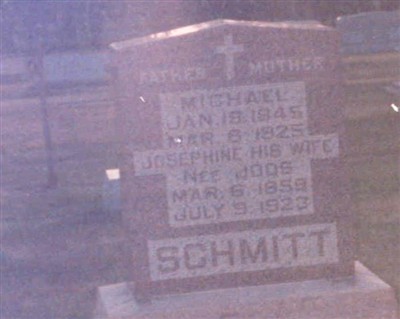 FATHER MOTHER
MICHAEL
JAN. 18. 1845
MAR. 6. 1925
JOSEPHINE HIS WIFE
NEE JOOS
MAR. 6. 1859
JULY 9. 1923
SCHMITT